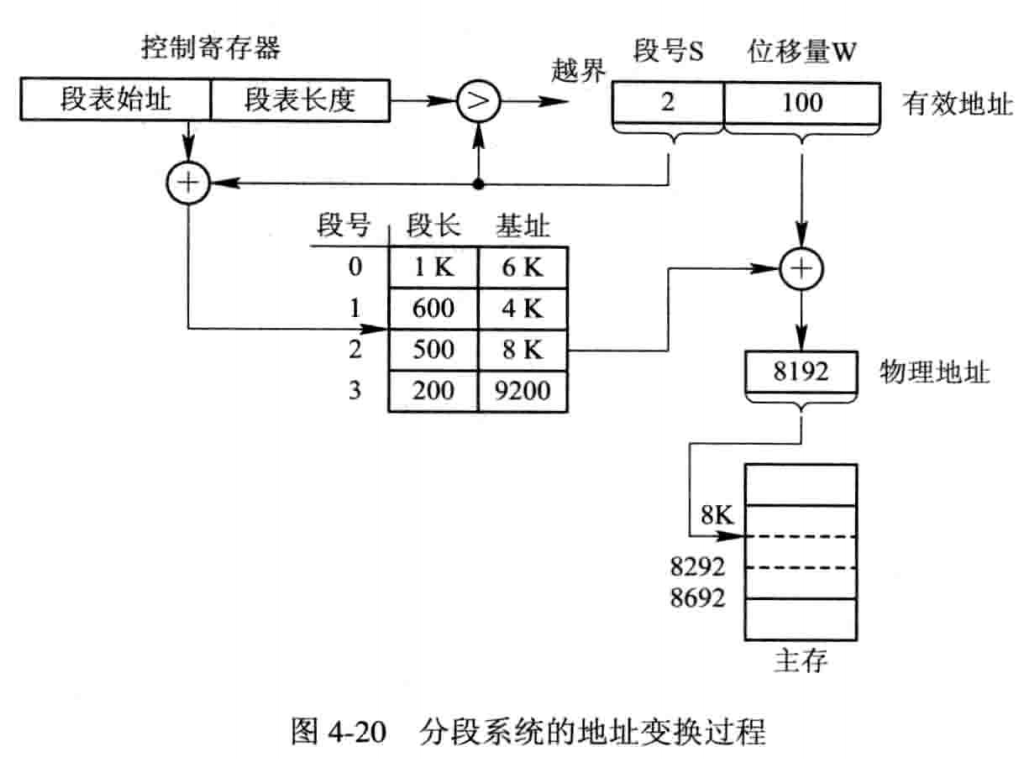 控制寄存器
段表始址 段表长度
>
越界
段号S 位移量W
2 100
有效地址
+
段号 段长 基址
0 1 K 6 K
1 600 4 K
2 500 8 K
3 200 9200
+
8192
物理地址
8K
8292
8692
主存
图 4-20 分段系统的地址变换过程